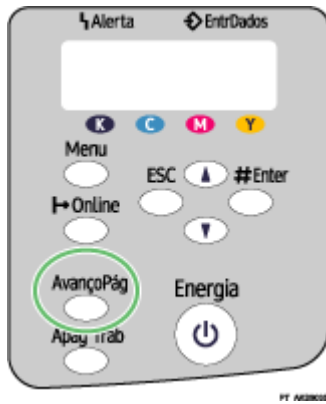 Alerta EntrDados
K C M Y
Menu
ESC #Enter
Online
AvançoPág
Energia
Apag Trab